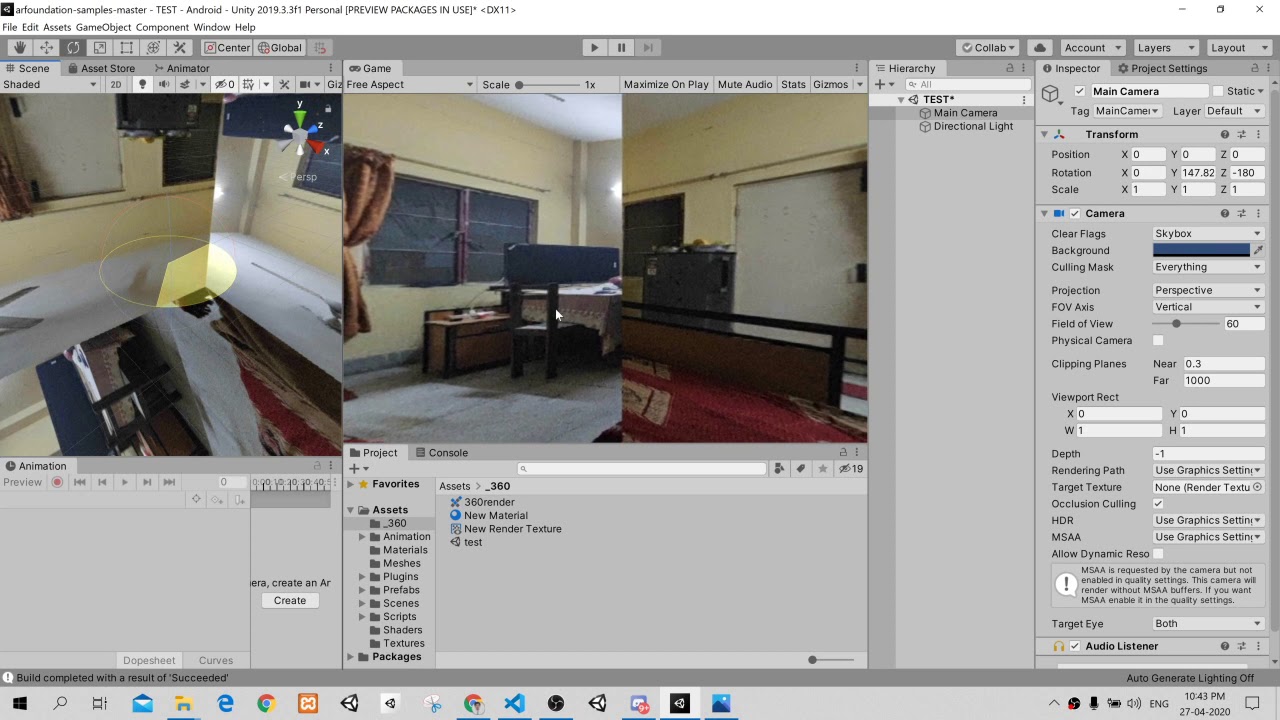 arfoundation-samples-master - TEST - Android - Unity 2019.3.3f1 Personal [PREVIEW PACKAGES IN USE]* <DX11>
File Edit Assets GameObject Component Window Help
Center Global Collab Account Layers Layout
Scene Asset Store Animator
Shaded 2D 0 Giz
y
z
x
Persp
Game
Free Aspect Scale 1x Maximize On Play Mute Audio Stats Gizmos
Hierarchy
All
TEST*
Main Camera
Directional Light
Inspector Project Settings
Main Camera Static
Tag MainCamer Layer Default
Transform
Position X 0 Y 0 Z 0
Rotation X 0 Y 147.82 Z -180
Scale X 1 Y 1 Z 1
Camera
Clear Flags Skybox
Background
Culling Mask Everything
Projection Perspective
FOV Axis Vertical
Field of View 60
Physical Camera
Clipping Planes Near 0.3
Far 1000
Viewport Rect
X 0 Y 0
W 1 H 1
Depth -1
Rendering Path Use Graphics Setting
Target Texture None (Render Textu
Occlusion Culling
HDR Use Graphics Setting
MSAA Use Graphics Setting
Allow Dynamic Reso
MSAA is requested by the camera but not
enabled in quality settings. This camera will
render without MSAA buffers. If you want
MSAA enable it in the quality settings.
Target Eye Both
Audio Listener
Animation
Preview 0
era, create an An
Create
Dopesheet Curves
Project Console
19
Favorites
Assets
_360
Animation
Materials
Meshes
Plugins
Prefabs
Scenes
Scripts
Shaders
Textures
Packages
Assets > _360
360render
New Material
New Render Texture
test
Build completed with a result of 'Succeeded'
Auto Generate Lighting Off
ENG
10:43 PM
27-04-2020